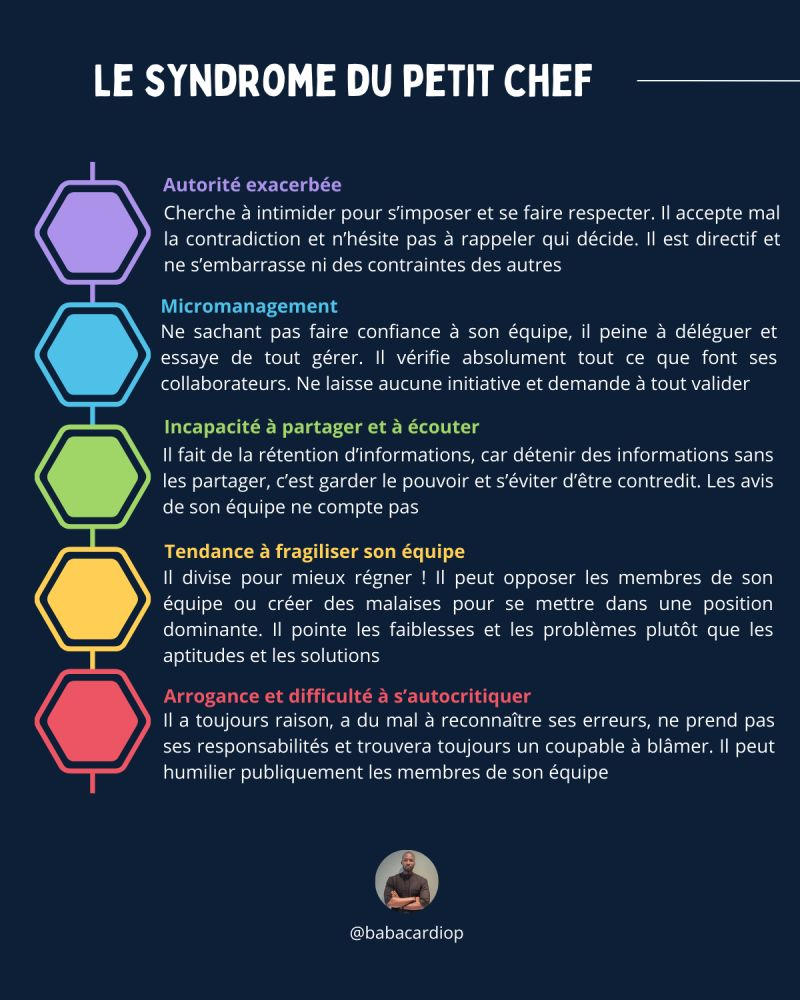 LE SYNDROME DU PETIT CHEF
Autorité exacerbée
Cherche à intimider pour s’imposer et se faire respecter. Il accepte mal
la contradiction et n’hésite pas à rappeler qui décide. Il est directif et
ne s’embarrasse ni des contraintes des autres
Micromanagement
Ne sachant pas faire confiance à son équipe, il peine à déléguer et
essaye de tout gérer. Il vérifie absolument tout ce que font ses
collaborateurs. Ne laisse aucune initiative et demande à tout valider
Incapacité à partager et à écouter
Il fait de la rétention d’informations, car détenir des informations sans
les partager, c’est garder le pouvoir et s’éviter d’être contredit. Les avis
de son équipe ne compte pas
Tendance à fragiliser son équipe
Il divise pour mieux régner ! Il peut opposer les membres de son
équipe ou créer des malaises pour se mettre dans une position
dominante. Il pointe les faiblesses et les problèmes plutôt que les
aptitudes et les solutions
Arrogance et difficulté à s’autocritiquer
Il a toujours raison, a du mal à reconnaître ses erreurs, ne prend pas
ses responsabilités et trouvera toujours un coupable à blâmer. Il peut
humilier publiquement les membres de son équipe
@babacardiop